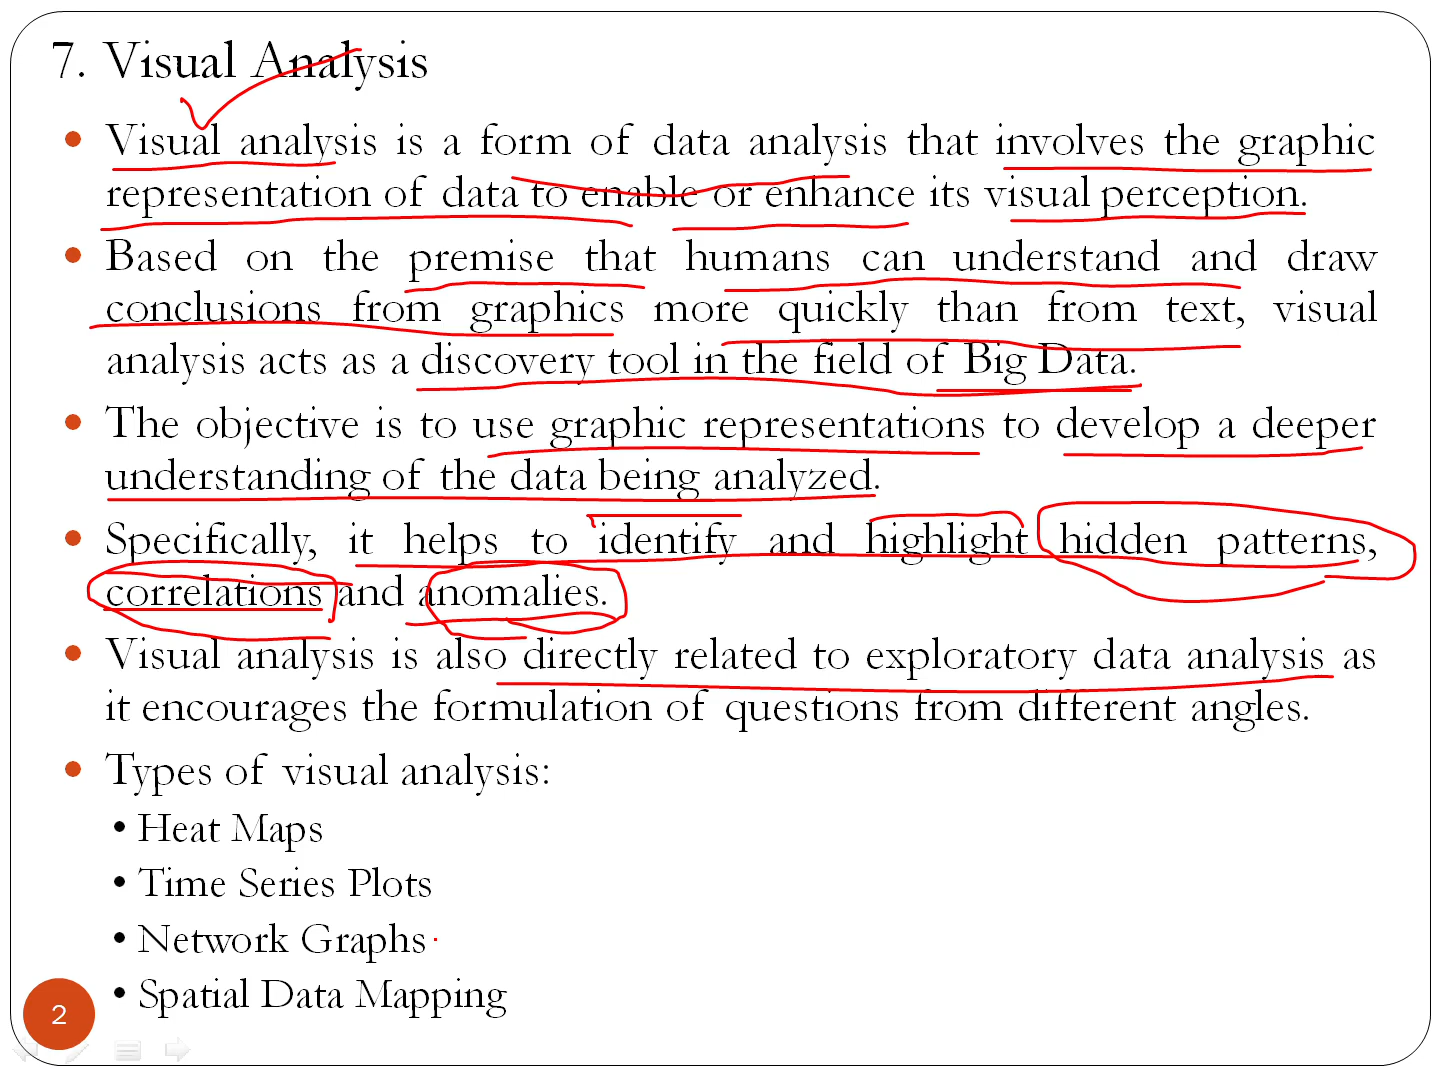 7. Visual Analysis
• Visual analysis is a form of data analysis that involves the graphic
representation of data to enable or enhance its visual perception.
• Based on the premise that humans can understand and draw
conclusions from graphics more quickly than from text, visual
analysis acts as a discovery tool in the field of Big Data.
• The objective is to use graphic representations to develop a deeper
understanding of the data being analyzed.
• Specifically, it helps to identify and highlight hidden patterns,
correlations and anomalies.
• Visual analysis is also directly related to exploratory data analysis as
it encourages the formulation of questions from different angles.
• Types of visual analysis:
• Heat Maps
• Time Series Plots
• Network Graphs
• Spatial Data Mapping
2